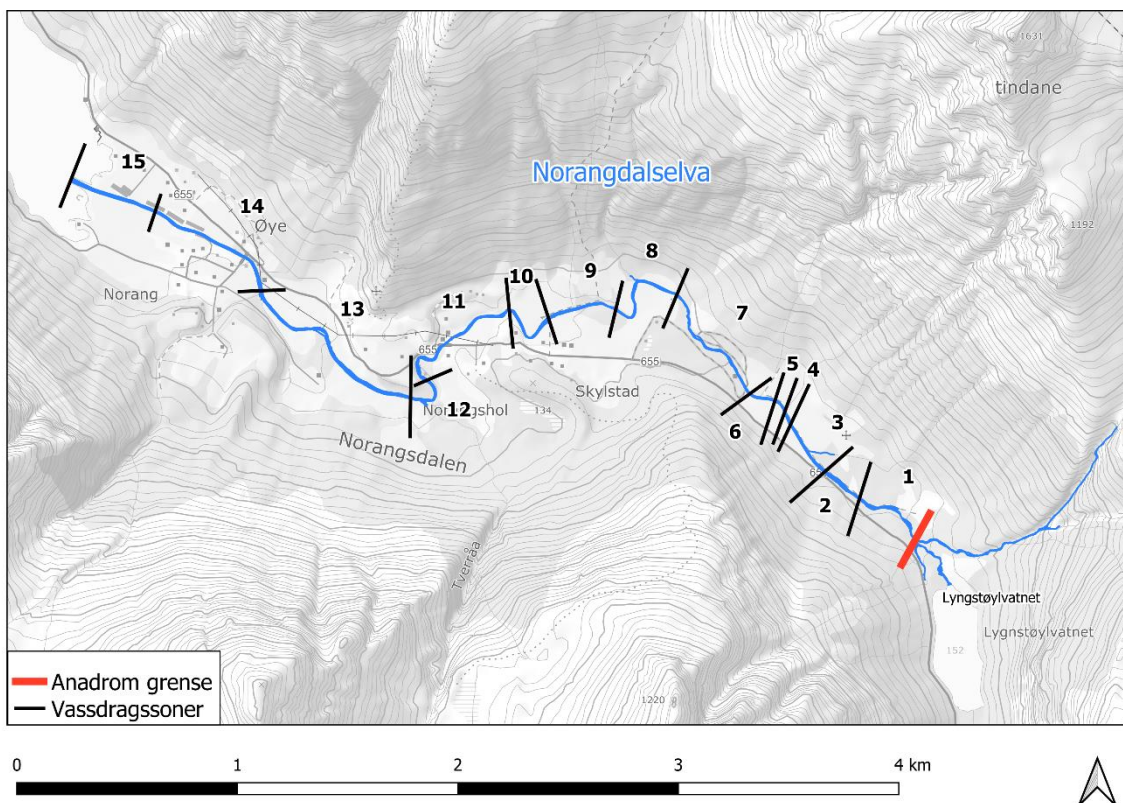 1631
tindane
Norangdalselva
15
655
14
Øye
1192
8
9
10
Norang
13
11
7
655
655
5
4
Skylstad
12
134
6
3
Norangsdalen
1
2
Tverråa
Lyngstøylvatnet
Lygnstøylvatnet
152
1220
Anadrom grense
Vassdragssoner
0 1 2 3 4 km